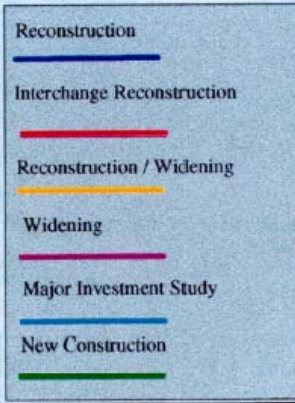 Reconstruction
Interchange Reconstruction
Reconstruction / Widening
Widening
Major Investment Study
New Construction